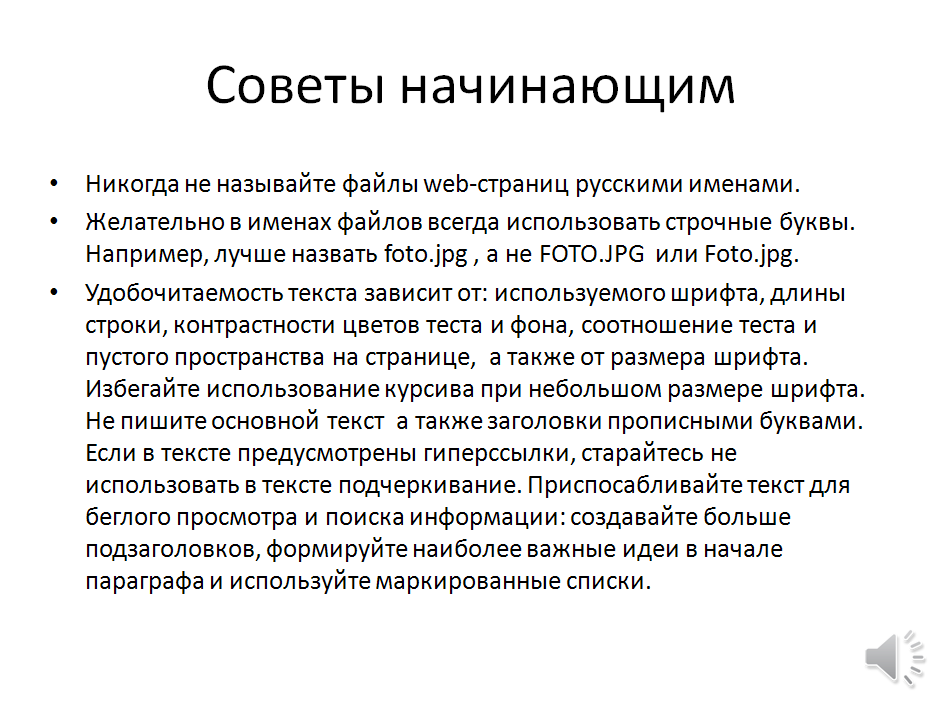 Советы начинающим
• Никогда не называйте файлы web-страниц русскими именами.
• Желательно в именах файлов всегда использовать строчные буквы.
Например, лучше назвать foto.jpg , а не FOTO.JPG  или Foto.jpg.
• Удобочитаемость текста зависит от: используемого шрифта, длины
строки, контрастности цветов теста и фона, соотношение теста и
пустого пространства на странице,  а также от размера шрифта.
Избегайте использование курсива при небольшом размере шрифта.
Не пишите основной текст  а также заголовки прописными буквами.
Если в тексте предусмотрены гиперссылки, старайтесь не
использовать в тексте подчеркивание. Приспосабливайте текст для
беглого просмотра и поиска информации: создавайте больше
подзаголовков, формируйте наиболее важные идеи в начале
параграфа и используйте маркированные списки.